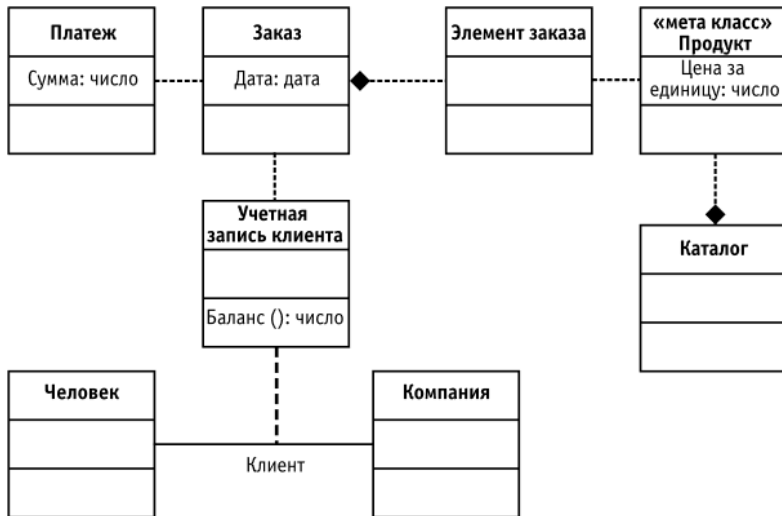 Платеж
Сумма: число
Заказ
Дата: дата
Элемент заказа
«мета класс»
Продукт
Цена за
единицу: число
Учетная
запись клиента
Баланс (): число
Каталог
Человек
Компания
Клиент